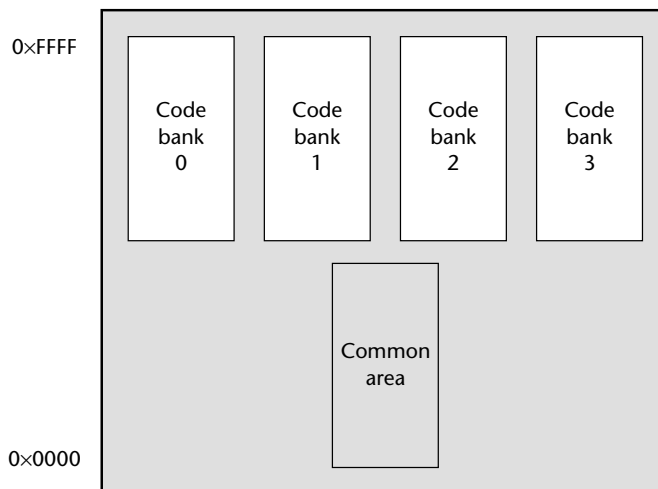 0×FFFF
Code
bank
0
Code
bank
1
Code
bank
2
Code
bank
3
Common
area
0×0000